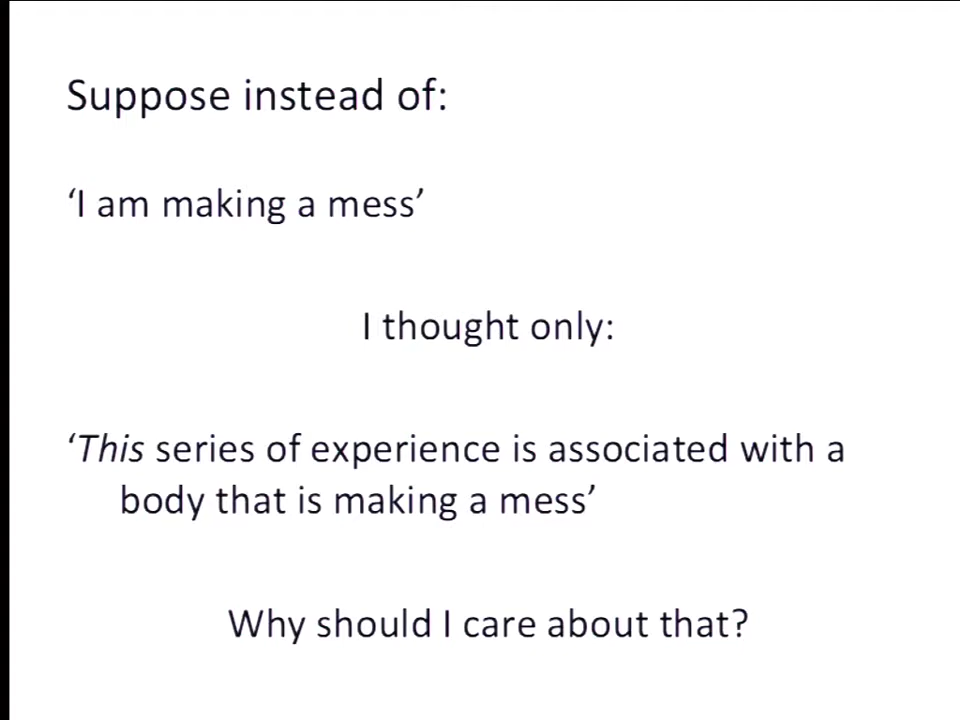 Suppose instead of:
‘I am making a mess’
I thought only:
‘This series of experience is associated with a
body that is making a mess’
Why should I care about that?